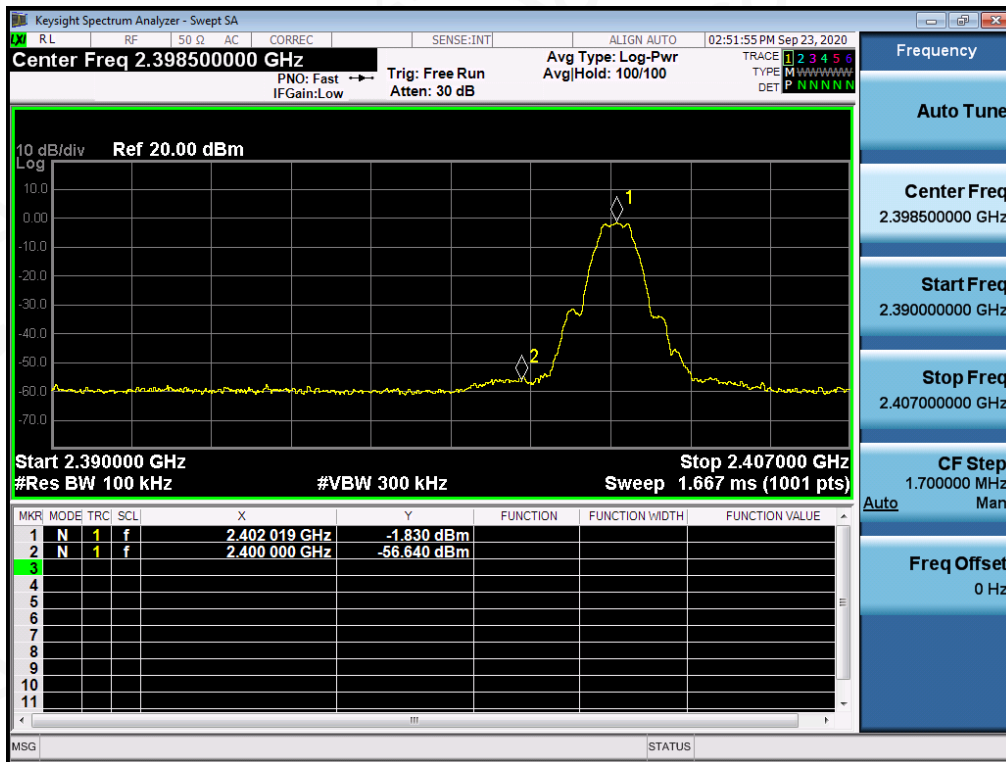 Keysight Spectrum Analyzer - Swept SA
LXI RL RF 50 Ω AC CORREC SENSE:INT ALIGN AUTO 02:51:55 PM Sep 23, 2020
Center Freq 2.398500000 GHz
PNO: Fast
IFGain:Low
Trig: Free Run
Atten: 30 dB
Avg Type: Log-Pwr
Avg|Hold: 100/100
TRACE 1 2 3 4 5 6
TYPE M WWWWW
DET P N N N N N
10 dB/div Ref 20.00 dBm
Log
10.0
0.00
-10.0
-20.0
-30.0
-40.0
-50.0
-60.0
-70.0
1
2
Start 2.390000 GHz Stop 2.407000 GHz
#Res BW 100 kHz #VBW 300 kHz Sweep 1.667 ms (1001 pts)
MKR MODE TRC SCL X Y FUNCTION FUNCTION WIDTH FUNCTION VALUE
1 N 1 f 2.402 019 GHz -1.830 dBm
2 N 1 f 2.400 000 GHz -56.640 dBm
3
4
5
6
7
8
9
10
11
MSG STATUS
Frequency
Auto Tune
Center Freq
2.398500000 GHz
Start Freq
2.390000000 GHz
Stop Freq
2.407000000 GHz
CF Step
1.700000 MHz
Auto Man
Freq Offset
0 Hz